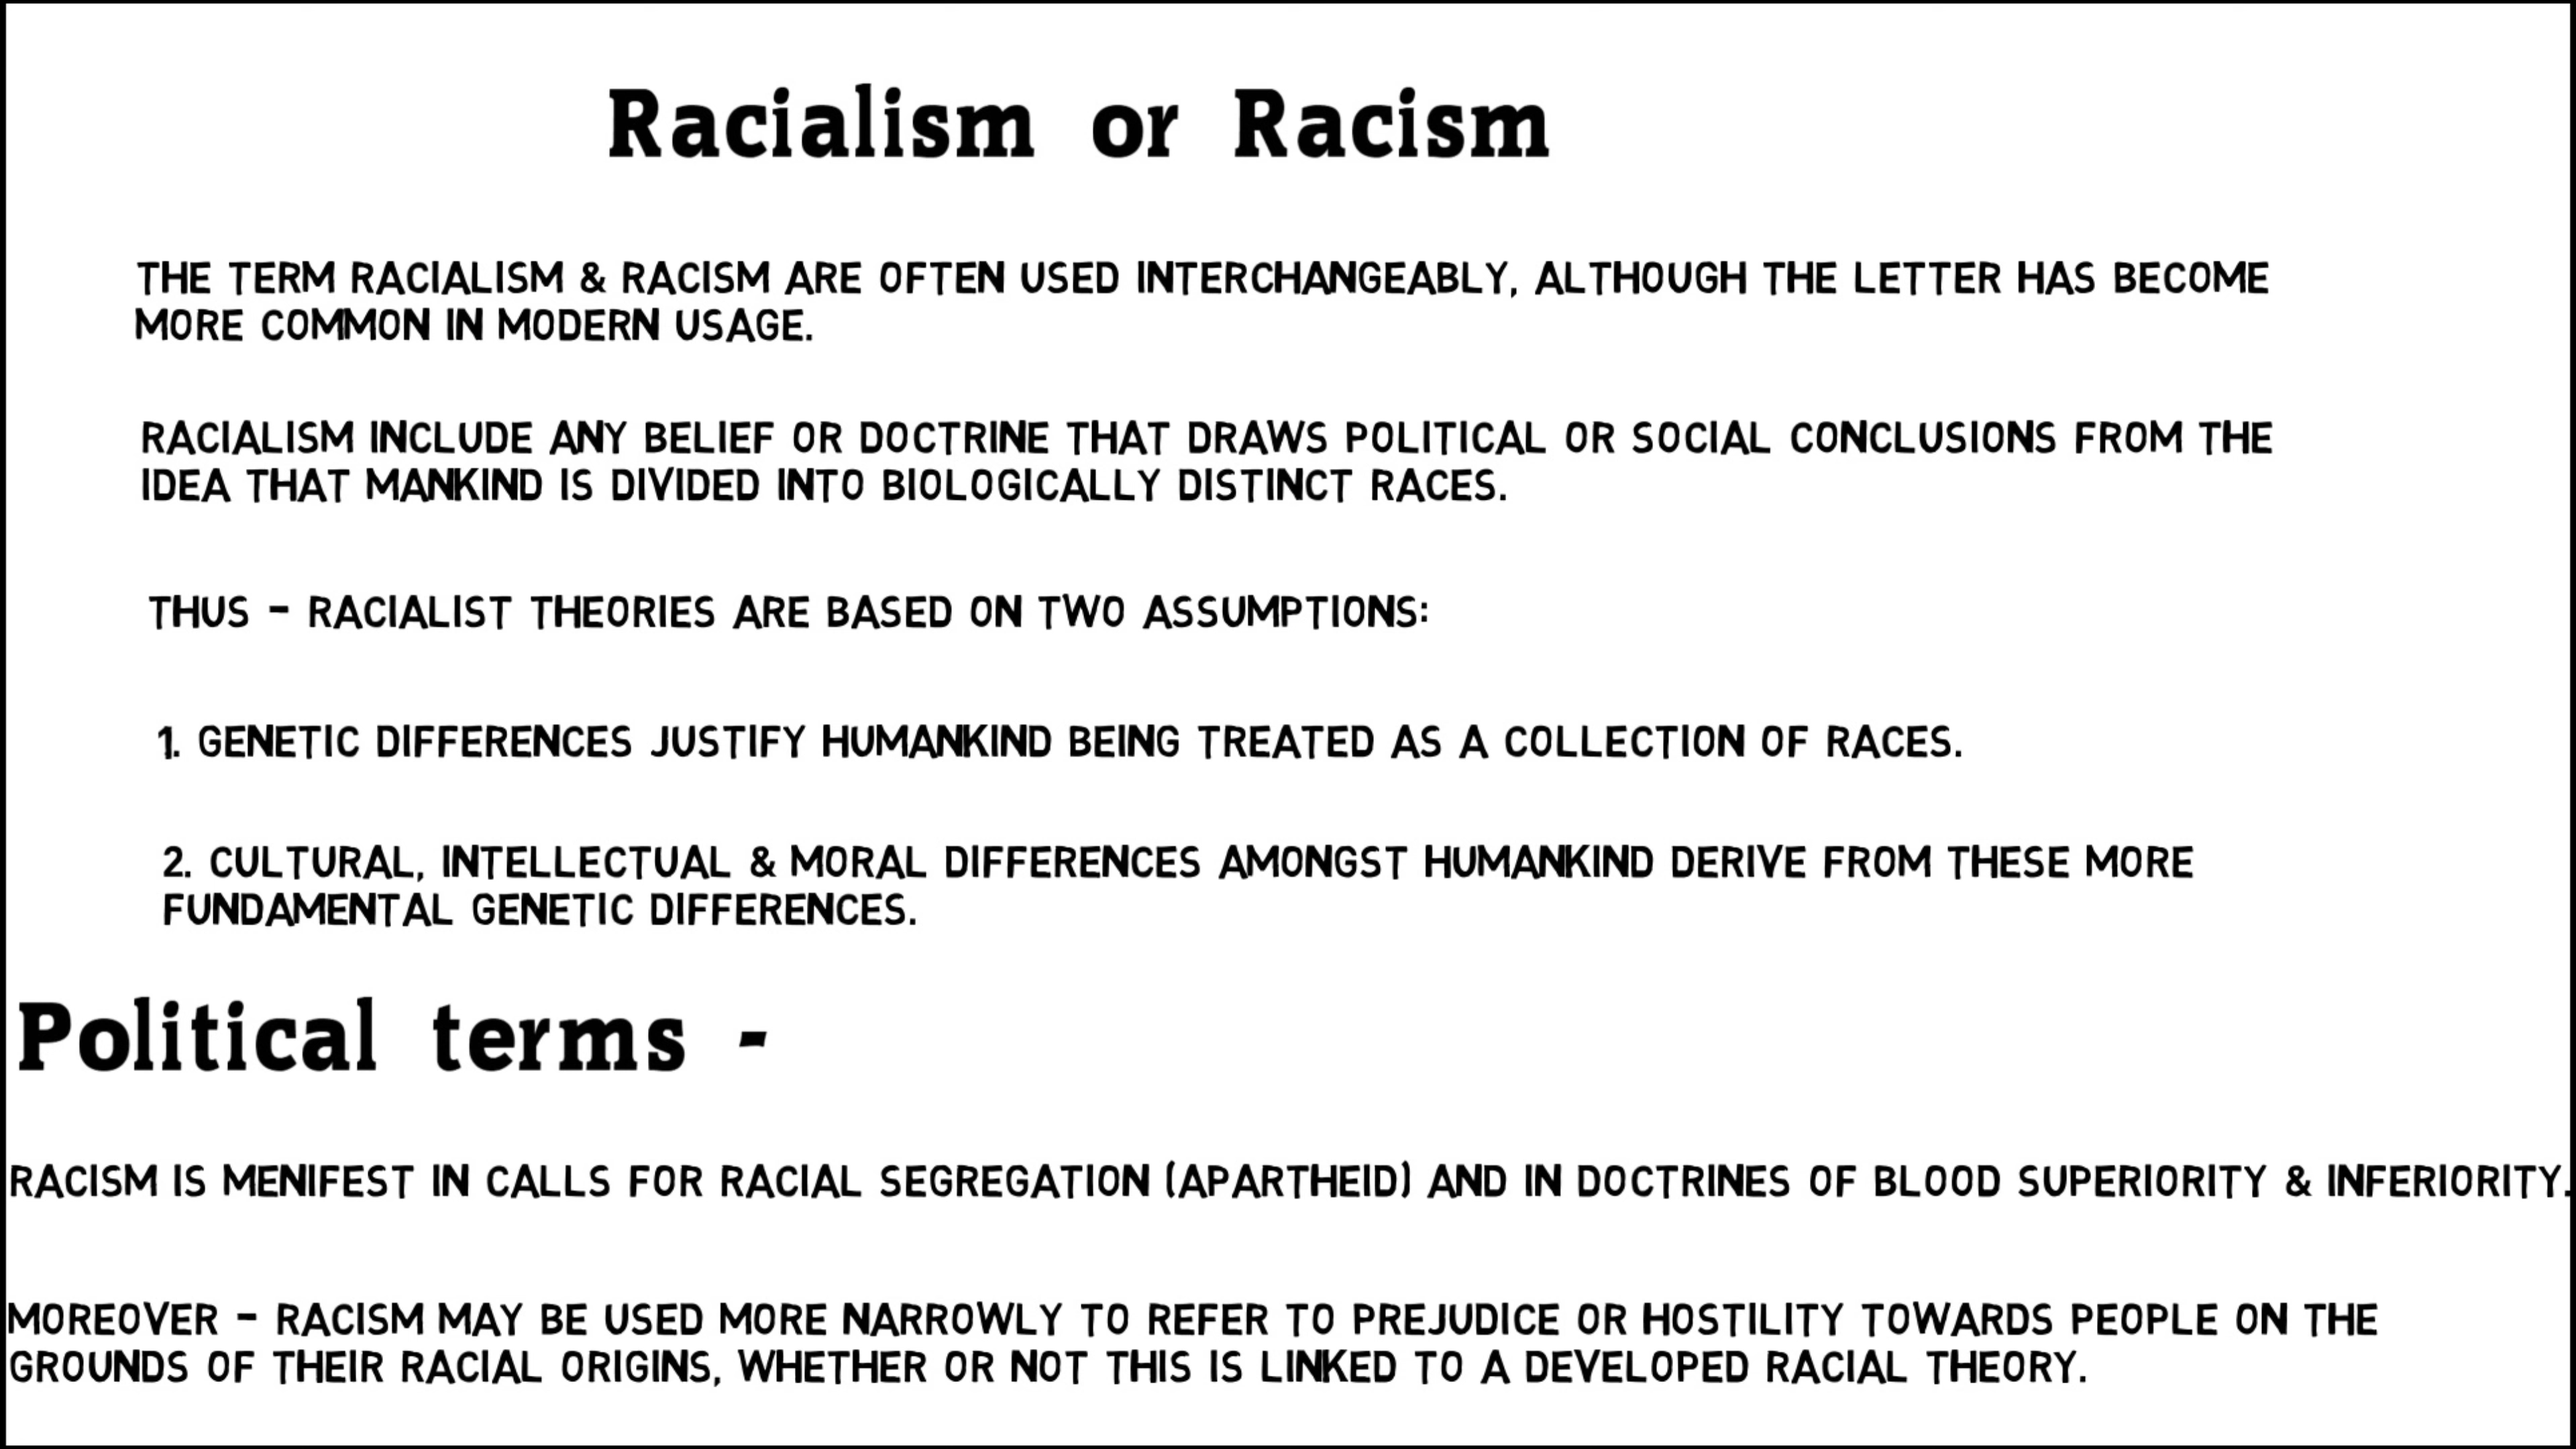 Racialism or Racism
THE TERM RACIALISM & RACISM ARE OFTEN USED INTERCHANGEABLY, ALTHOUGH THE LETTER HAS BECOME
MORE COMMON IN MODERN USAGE.
RACIALISM INCLUDE ANY BELIEF OR DOCTRINE THAT DRAWS POLITICAL OR SOCIAL CONCLUSIONS FROM THE
IDEA THAT MANKIND IS DIVIDED INTO BIOLOGICALLY DISTINCT RACES.
THUS - RACIALIST THEORIES ARE BASED ON TWO ASSUMPTIONS:
1. GENETIC DIFFERENCES JUSTIFY HUMANKIND BEING TREATED AS A COLLECTION OF RACES.
2. CULTURAL, INTELLECTUAL & MORAL DIFFERENCES AMONGST HUMANKIND DERIVE FROM THESE MORE
FUNDAMENTAL GENETIC DIFFERENCES.
Political terms -
RACISM IS MENIFEST IN CALLS FOR RACIAL SEGREGATION (APARTHEID) AND IN DOCTRINES OF BLOOD SUPERIORITY & INFERIORITY.
MOREOVER - RACISM MAY BE USED MORE NARROWLY TO REFER TO PREJUDICE OR HOSTILITY TOWARDS PEOPLE ON THE
GROUNDS OF THEIR RACIAL ORIGINS, WHETHER OR NOT THIS IS LINKED TO A DEVELOPED RACIAL THEORY.